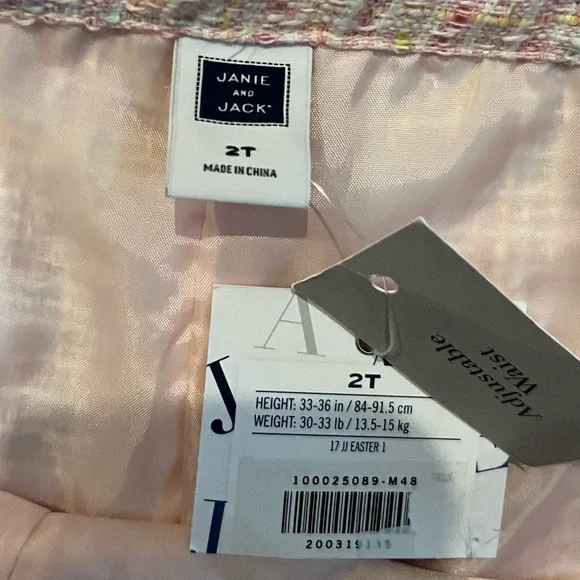 JANIE
AND
JACK
2T
MADE IN CHINA
Adjustable
Waist
A
2T
HEIGHT: 33-36 in / 84-91.5 cm
WEIGHT: 30-33 lb / 13.5-15 kg
17 JJ EASTER 1
100025089-M48